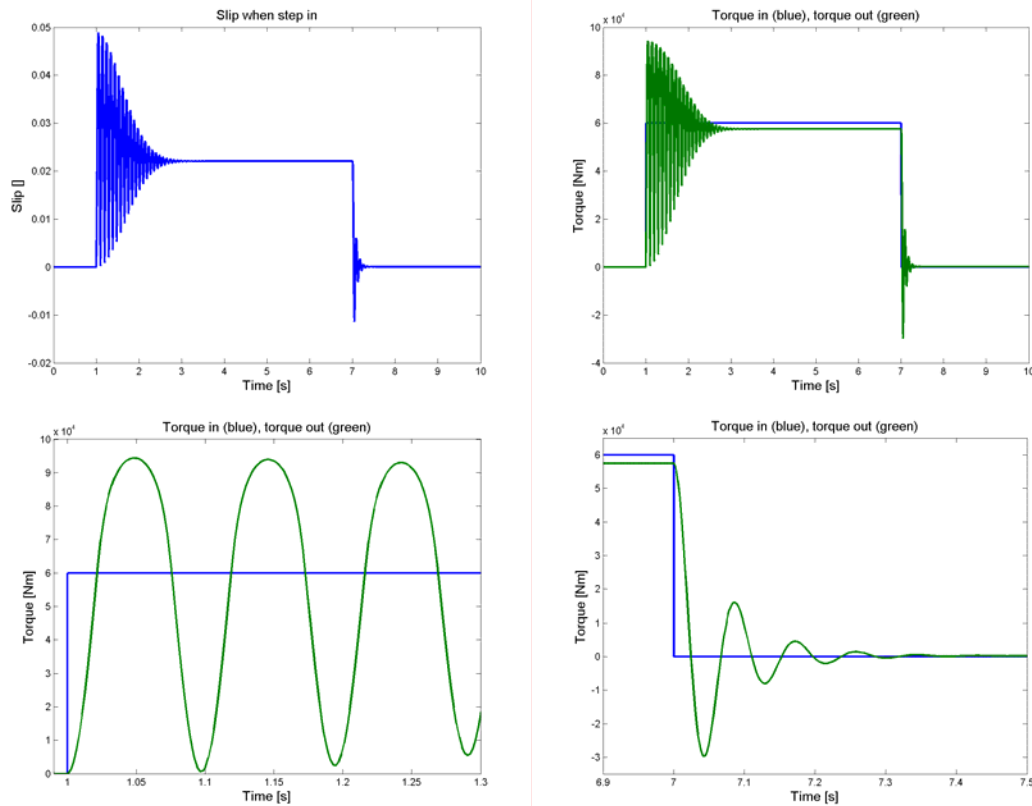 Slip when step in
0.05
0.04
0.03
0.02
0.01
0
-0.01
-0.02
Slip []
0 1 2 3 4 5 6 7 8 9 10
Time [s]
Torque in (blue), torque out (green)
x 10⁴
10
8
6
4
2
0
-2
-4
Torque [Nm]
0 1 2 3 4 5 6 7 8 9 10
Time [s]
Torque in (blue), torque out (green)
x 10⁴
10
9
8
7
6
5
4
3
2
1
0
Torque [Nm]
1 1.05 1.1 1.15 1.2 1.25 1.3
Time [s]
Torque in (blue), torque out (green)
x 10⁴
6
5
4
3
2
1
0
-1
-2
-3
Torque [Nm]
6.9 7 7.1 7.2 7.3 7.4 7.5
Time [s]